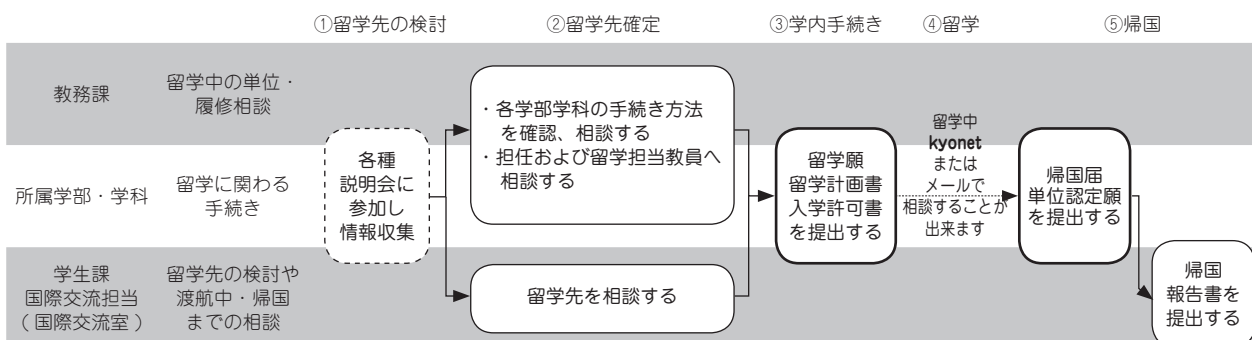 ①留学先の検討
②留学先確定
③学内手続き
④留学
⑤帰国
教務課
留学中の単位・
履修相談
所属学部・学科
留学に関わる
手続き
学生課
国際交流担当
(国際交流室)
留学先の検討や
渡航中・帰国
までの相談
各種
説明会に
参加し
情報収集
・各学部学科の手続き方法
を確認、相談する
・担任および留学担当教員へ
相談する
留学先を相談する
留学願
留学計画書
入学許可書
を提出する
留学中
kyonet
または
メールで
相談することが
出来ます
帰国届
単位認定願
を提出する
帰国
報告書を
提出する